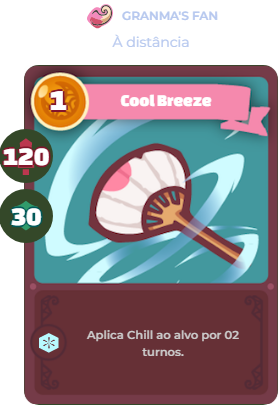 GRANMA'S FAN
À distância
1
Cool Breeze
120
30
Aplica Chill ao alvo por 02
turnos.